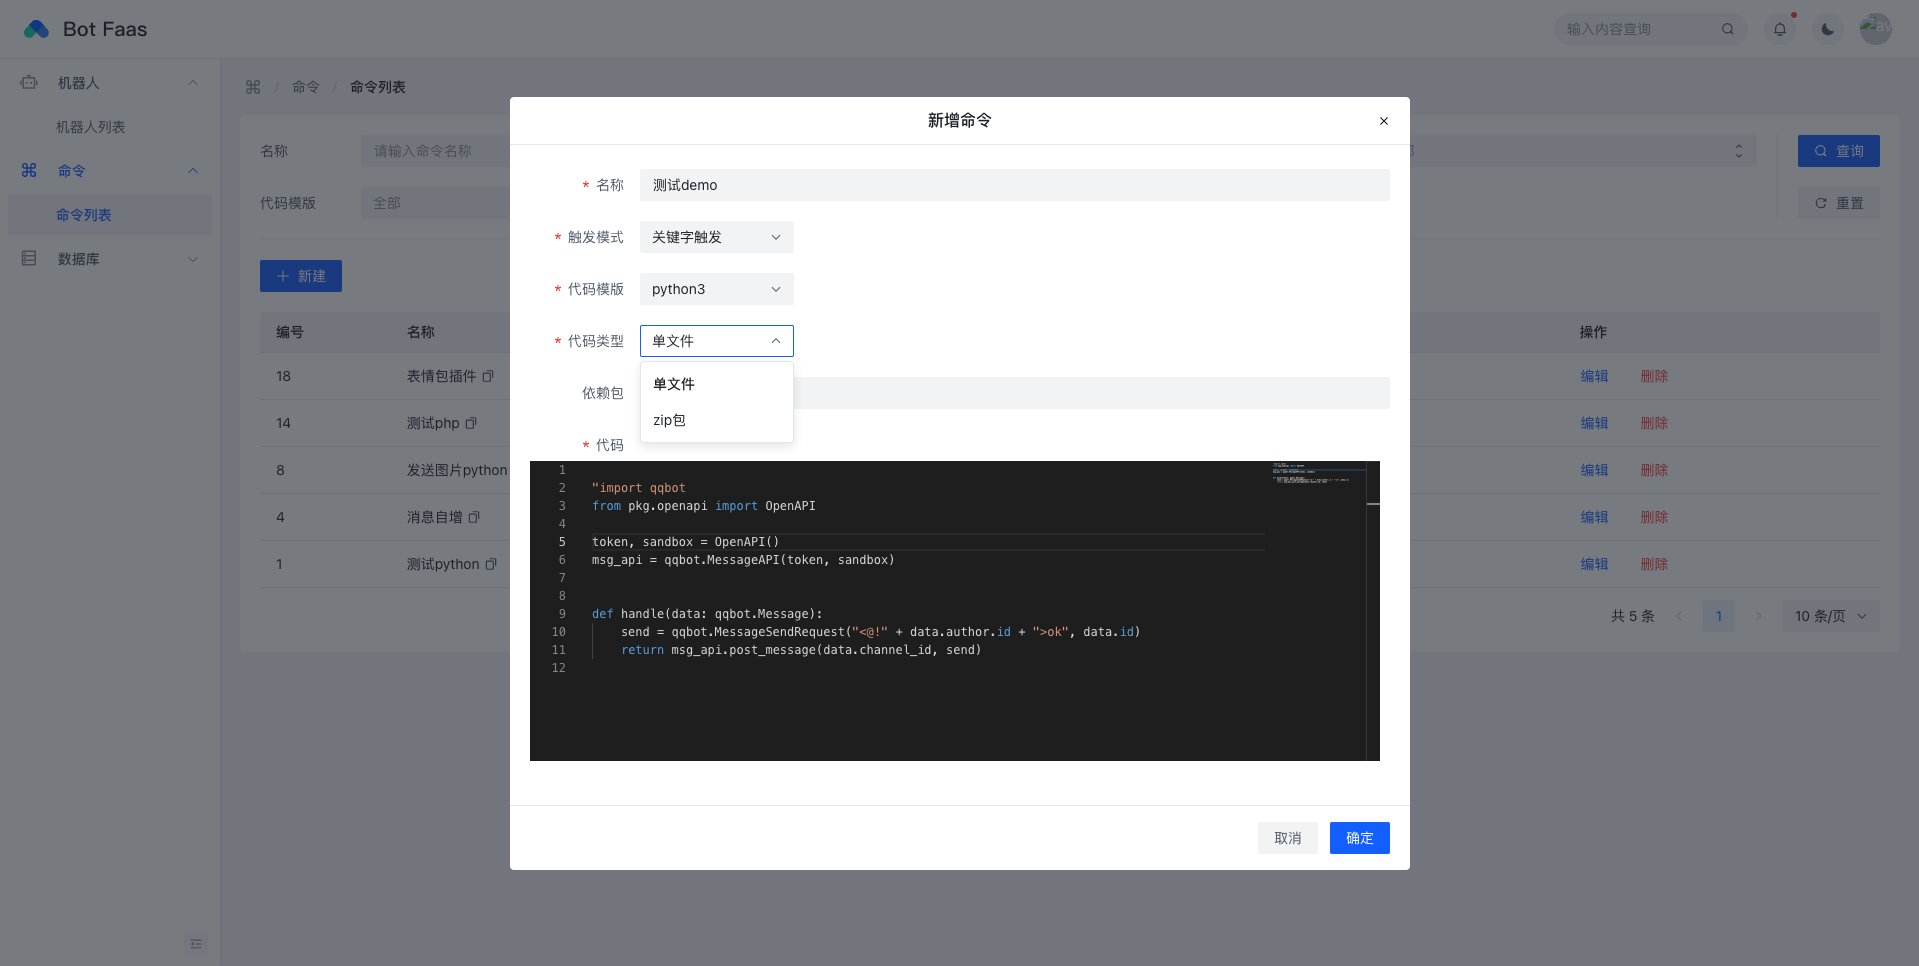 Bot Faas
输入内容查询
机器人
机器人列表
命令
命令列表
数据库
/ 命令 / 命令列表
名称
请输入命令名称
查询
代码模版
全部
重置
新建
编号 名称 操作
18 表情包插件 编辑 删除
14 测试php 编辑 删除
8 发送图片python 编辑 删除
4 消息自增 编辑 删除
1 测试python 编辑 删除
共 5 条 1 10 条/页
新增命令
* 名称 测试demo
* 触发模式 关键字触发
* 代码模版 python3
* 代码类型 单文件
单文件
zip包
依赖包
* 代码
1
2 "import qqbot
3 from pkg.openapi import OpenAPI
4
5 token, sandbox = OpenAPI()
6 msg_api = qqbot.MessageAPI(token, sandbox)
7
8
9 def handle(data: qqbot.Message):
10 send = qqbot.MessageSendRequest("<@!" + data.author.id + ">ok", data.id)
11 return msg_api.post_message(data.channel_id, send)
12
取消 确定